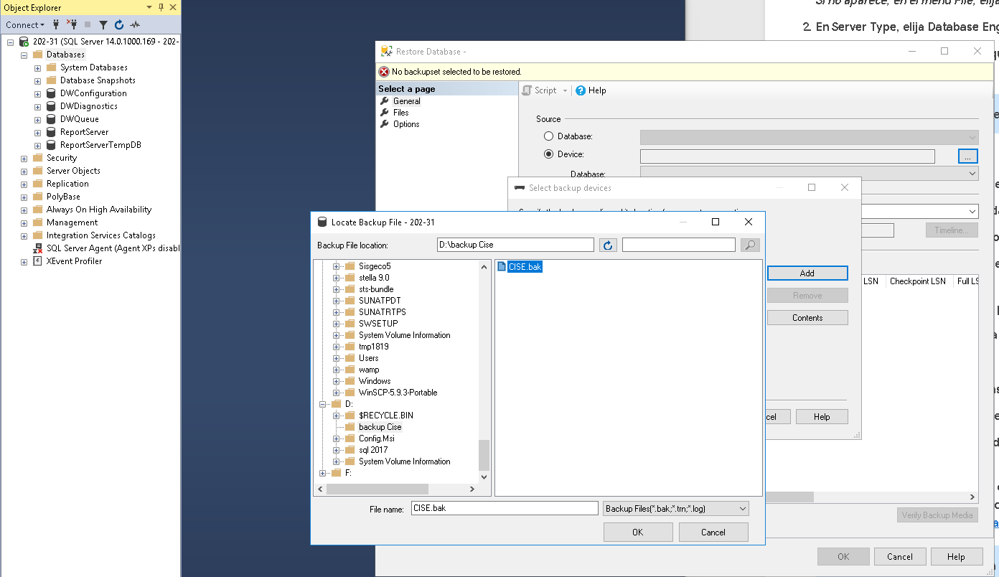 Object Explorer
Connect
202-31 (SQL Server 14.0.1000.169 - 202-
Databases
System Databases
Database Snapshots
DWConfiguration
DWDiagnostics
DWQueue
ReportServer
ReportServerTempDB
Security
Server Objects
Replication
PolyBase
Always On High Availability
Management
Integration Services Catalogs
SQL Server Agent (Agent XPs disabl
XEvent Profiler
Si no aparece, en el menú File, elija
2. En Server Type, elija Database Eng
Restore Database -
No backupset selected to be restored.
Select a page
General
Files
Options
Script
Help
Source
Database:
Device:
...
Database:
Timeline...
LSN Checkpoint LSN Full LS
Verify Backup Media
OK Cancel Help
Select backup devices
Add
Remove
Contents
cel Help
Locate Backup File - 202-31
Backup File location: D:\backup Cise
Sisgeco5
stella 9.0
sts-bundle
SUNATPDT
SUNATRTPS
SWSETUP
System Volume Information
tmp1819
Users
wamp
Windows
WinSCP-5.9.3-Portable
D:
$RECYCLE.BIN
backup Cise
Config.Msi
sql 2017
System Volume Information
F:
CISE.bak
File name: CISE.bak Backup Files(*.bak;*.trn;*.log)
OK Cancel